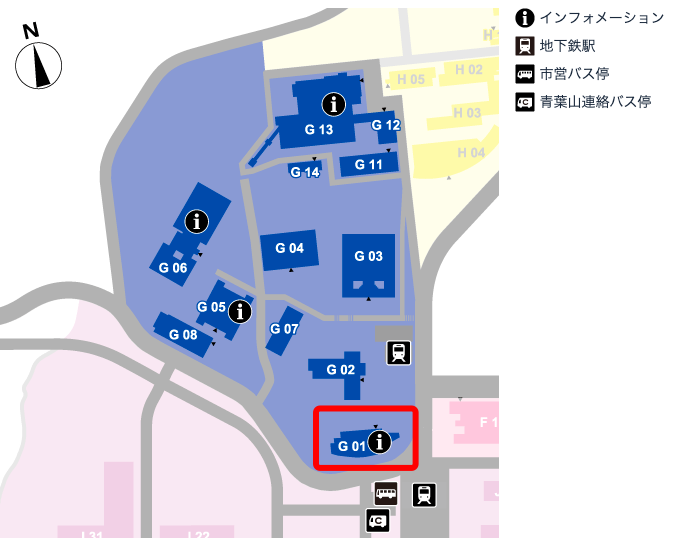 N
インフォメーション
地下鉄駅
市営バス停
青葉山連絡バス停
H 05
H 02
H 03
H 04
G 13
G 12
G 14
G 11
G 06
G 04
G 03
G 05
G 08
G 07
G 02
G 01
F 1
L31
L22